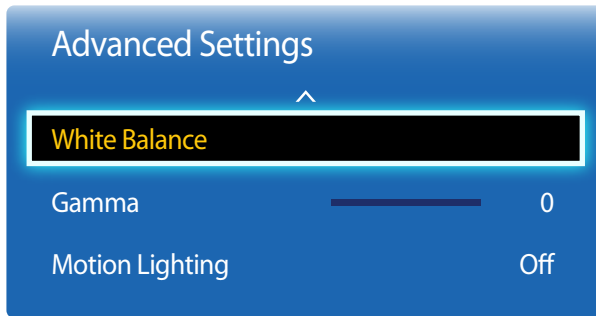 Advanced Settings
White Balance
Gamma 0
Motion Lighting Off